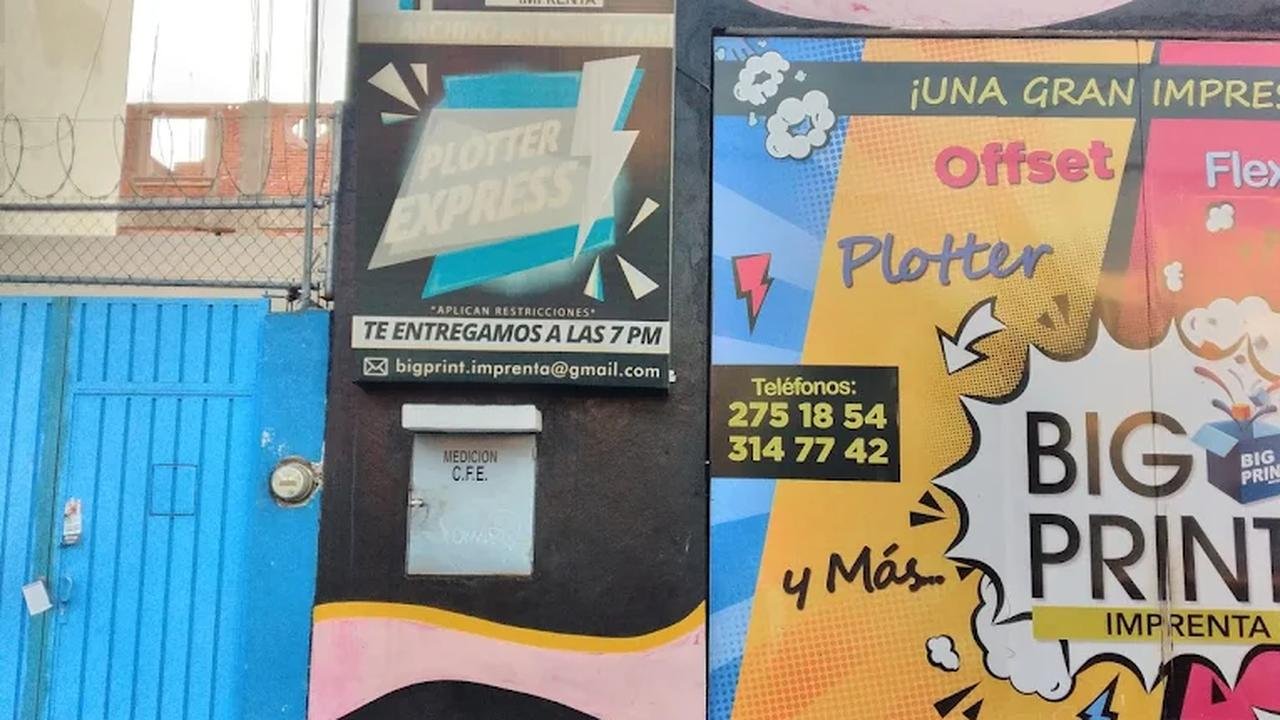 IMPRENTA
PLOTTER
EXPRESS
*APLICAN RESTRICCIONES*
TE ENTREGAMOS A LAS 7 PM
bigprint.imprenta@gmail.com
MEDICION
C.F.E.
¡UNA GRAN IMPRES
Offset
Flex
Plotter
Teléfonos:
275 18 54
314 77 42
BIG
PRINT
BIG
PRIN
IMPRENTA
y Más...